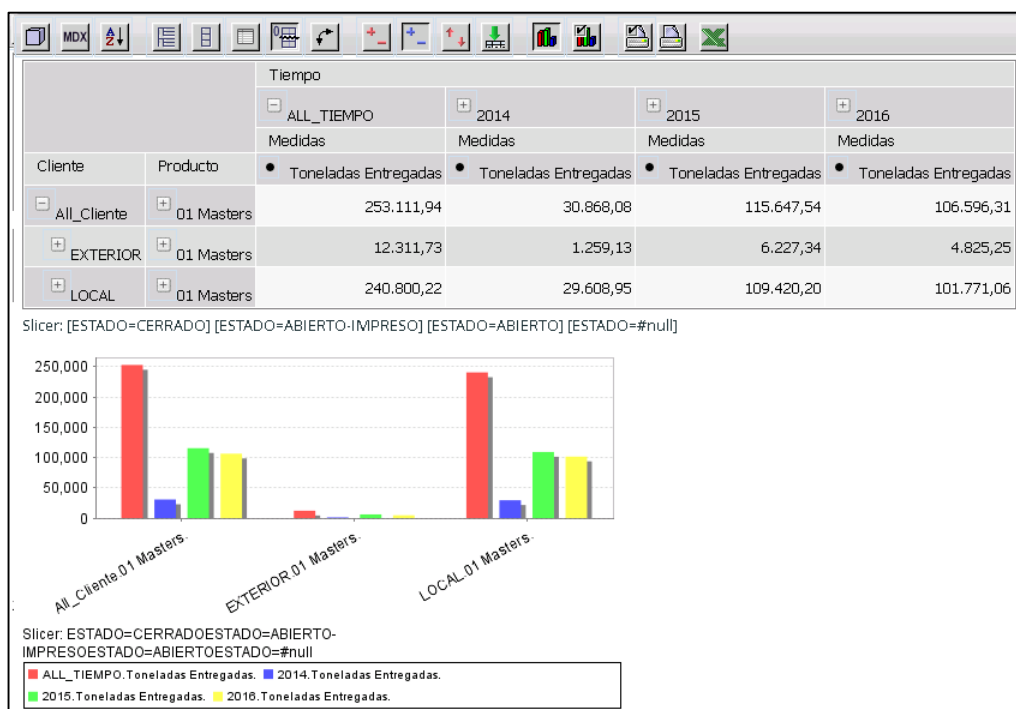 MDX
Tiempo
ALL_TIEMPO 2014 2015 2016
Medidas Medidas Medidas Medidas
Cliente Producto Toneladas Entregadas Toneladas Entregadas Toneladas Entregadas Toneladas Entregadas
All_Cliente 01 Masters 253.111,94 30.868,08 115.647,54 106.596,31
EXTERIOR 01 Masters 12.311,73 1.259,13 6.227,34 4.825,25
LOCAL 01 Masters 240.800,22 29.608,95 109.420,20 101.771,06
Slicer: [ESTADO=CERRADO] [ESTADO=ABIERTO-IMPRESO] [ESTADO=ABIERTO] [ESTADO=#null]
250,000
200,000
150,000
100,000
50,000
0
All_Cliente.01 Masters. EXTERIOR.01 Masters. LOCAL.01 Masters.
Slicer: ESTADO=CERRADOESTADO=ABIERTO-
IMPRESOESTADO=ABIERTOESTADO=#null
ALL_TIEMPO.Toneladas Entregadas. 2014.Toneladas Entregadas.
2015.Toneladas Entregadas. 2016.Toneladas Entregadas.